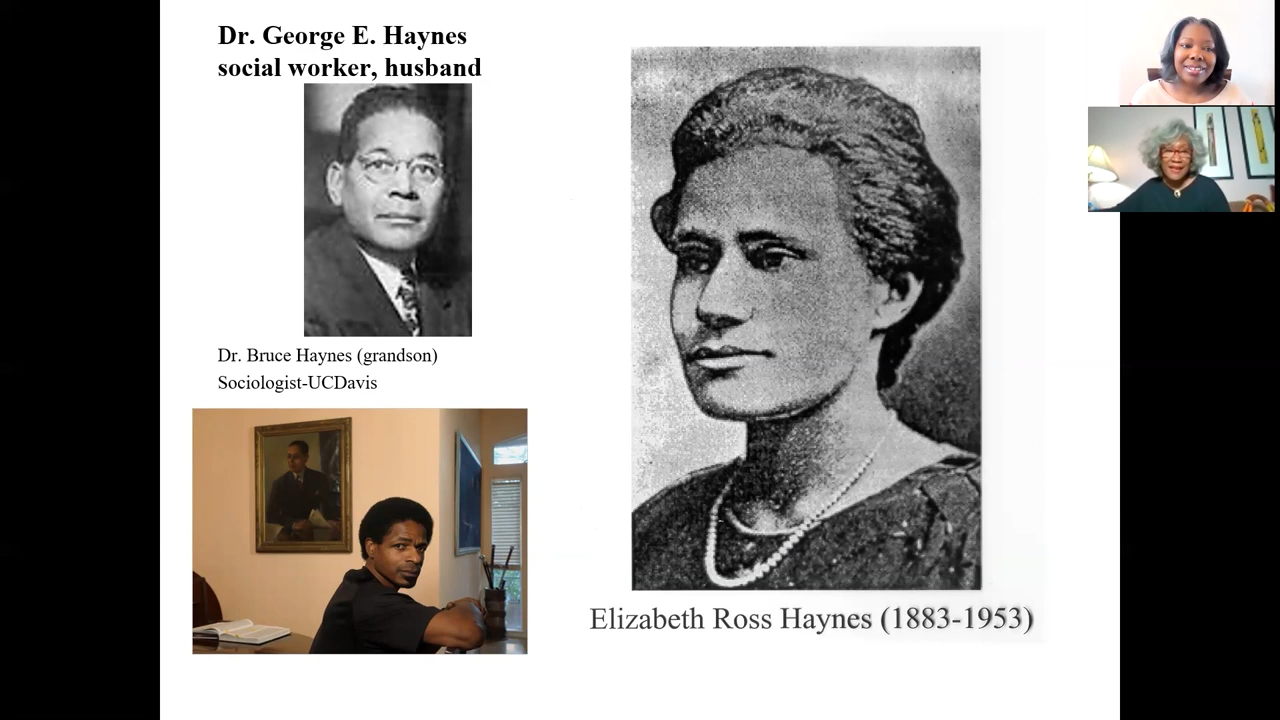 Dr. George E. Haynes
social worker, husband
Dr. Bruce Haynes (grandson)
Sociologist-UCDavis
Elizabeth Ross Haynes (1883-1953)